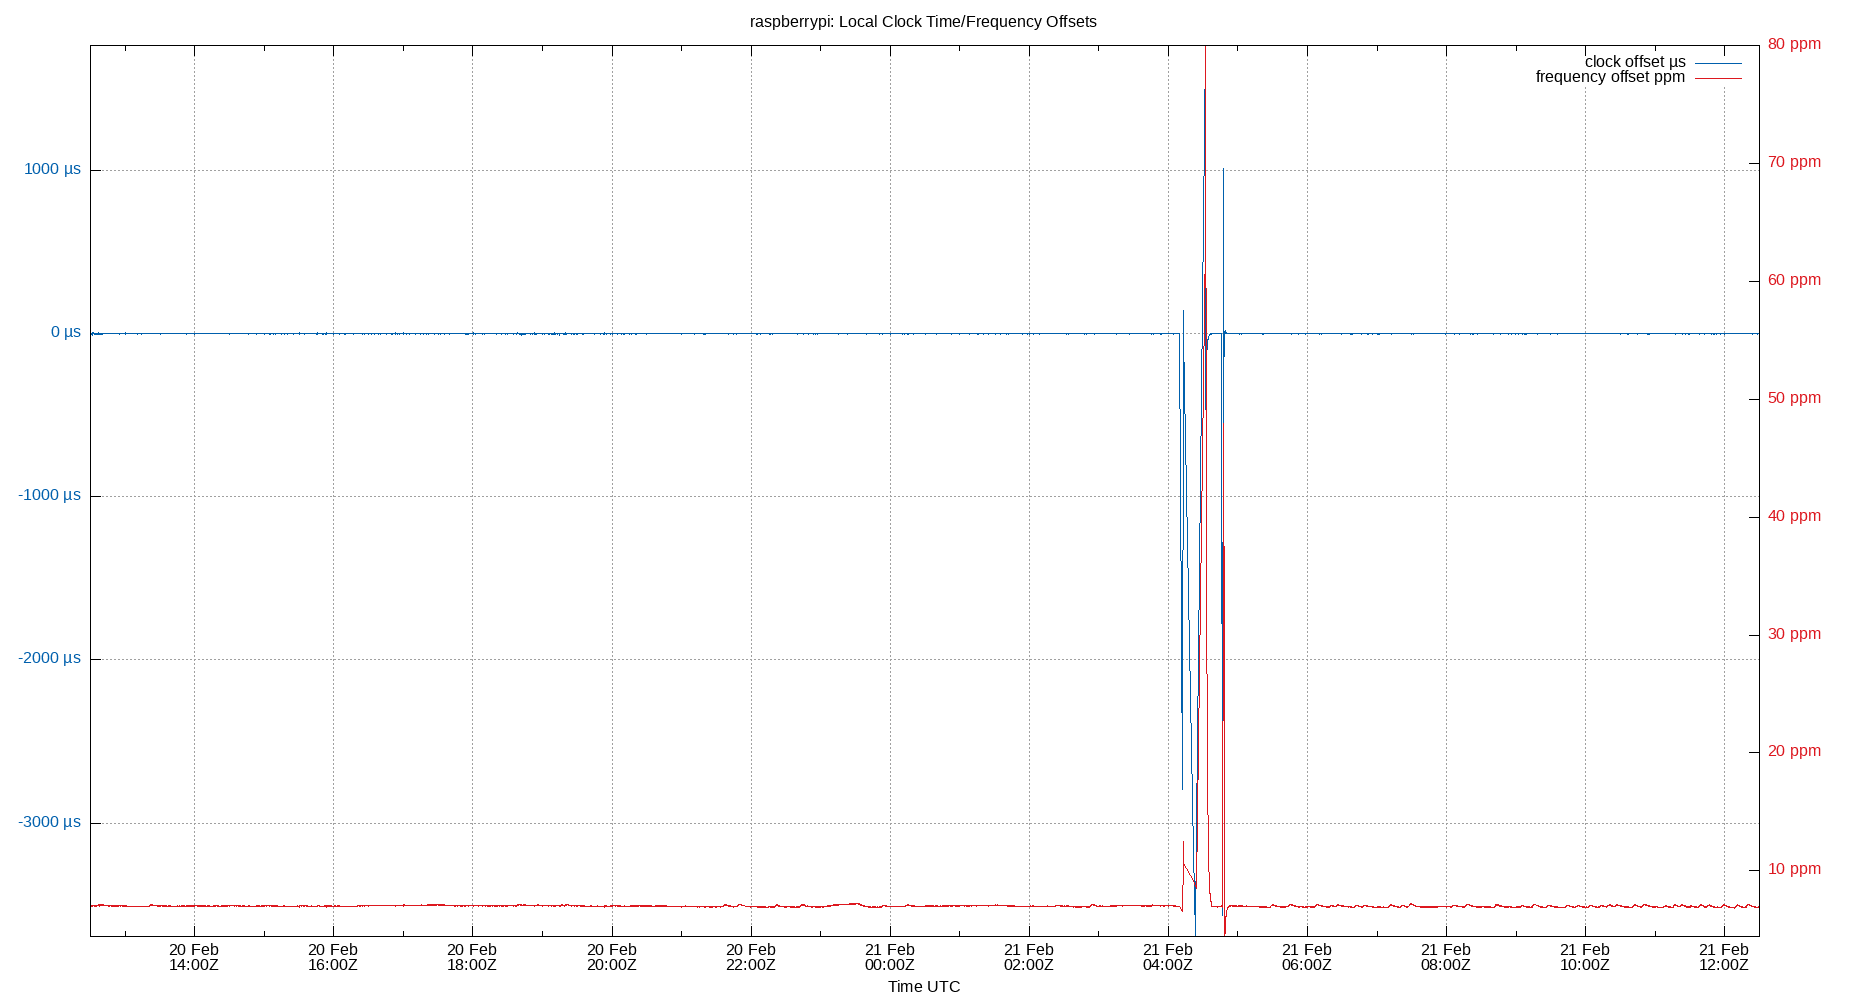 raspberrypi: Local Clock Time/Frequency Offsets
80 ppm
clock offset µs
frequency offset ppm
1000 µs
70 ppm
60 ppm
0 µs
50 ppm
-1000 µs
40 ppm
30 ppm
-2000 µs
20 ppm
-3000 µs
10 ppm
20 Feb 20 Feb 20 Feb 20 Feb 20 Feb 21 Feb 21 Feb 21 Feb 21 Feb 21 Feb 21 Feb 21 Feb
14:00Z 16:00Z 18:00Z 20:00Z 22:00Z 00:00Z 02:00Z 04:00Z 06:00Z 08:00Z 10:00Z 12:00Z
Time UTC